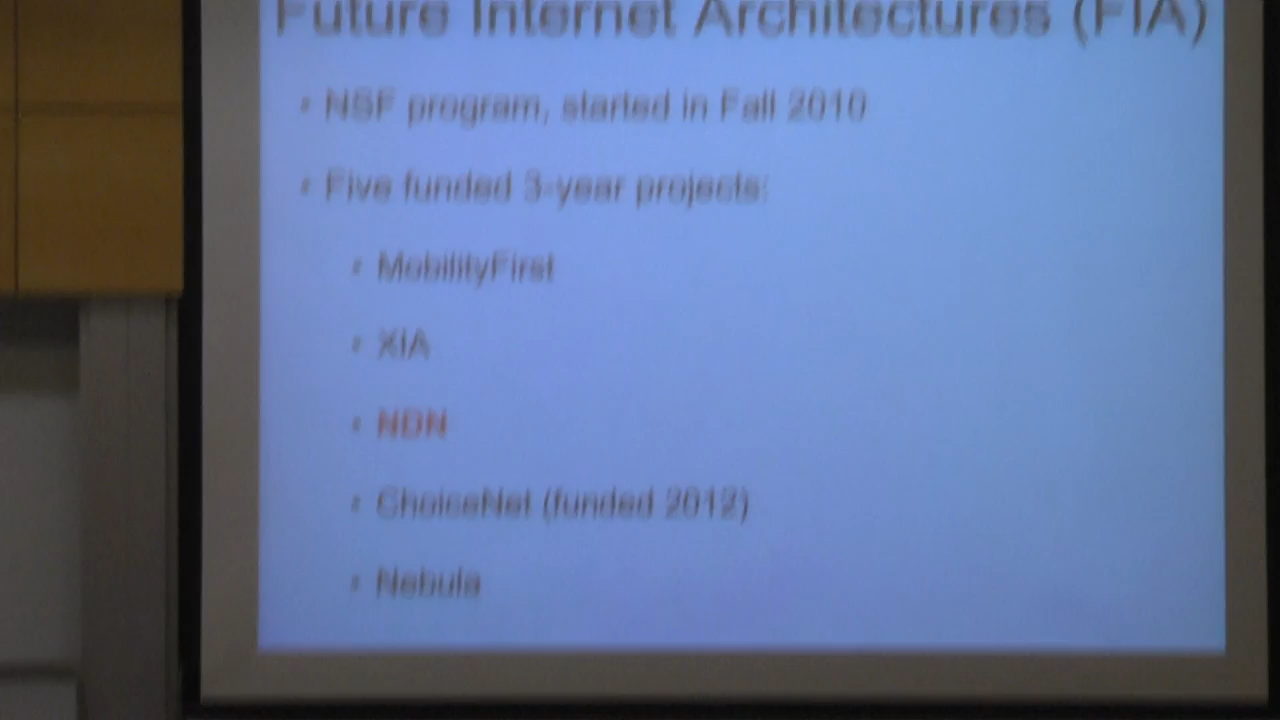 Future Internet Architectures (FIA)
• NSF program, started in Fall 2010
• Five funded 3-year projects:
• MobilityFirst
• XIA
• NDN
• ChoiceNet (funded 2012)
• Nebula